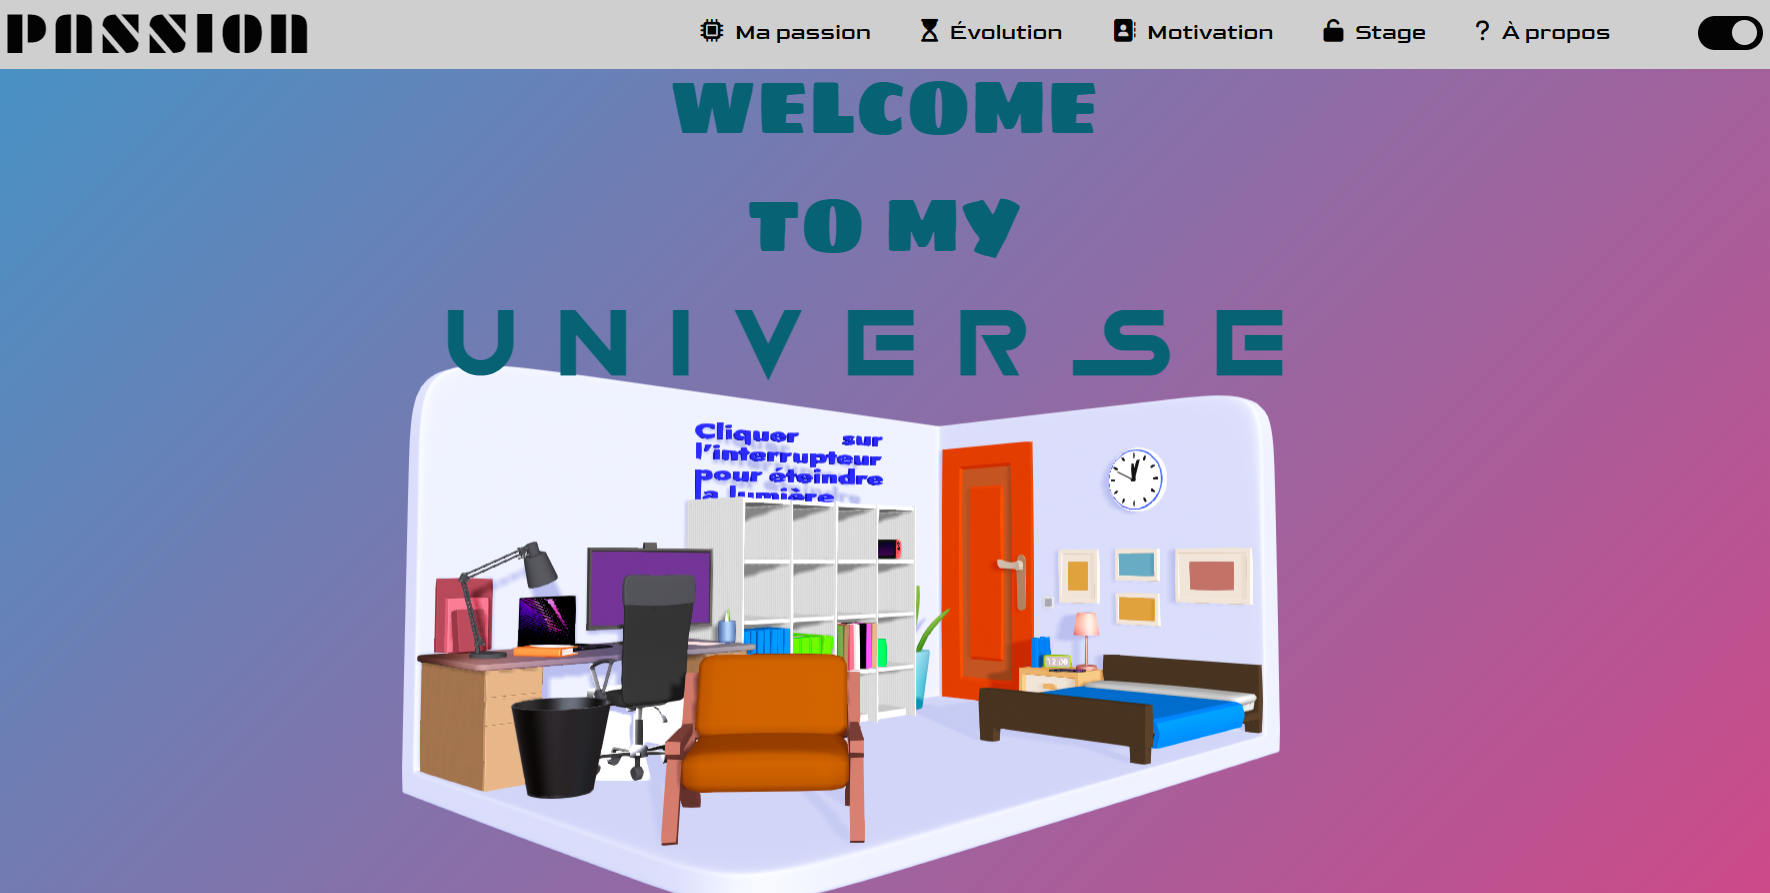 PASSION
Ma passion
Évolution
Motivation
Stage
À propos
WELCOME
TO MY
UNIVERSE
Cliquer sur
l'interrupteur
pour éteindre
la lumière
12:00